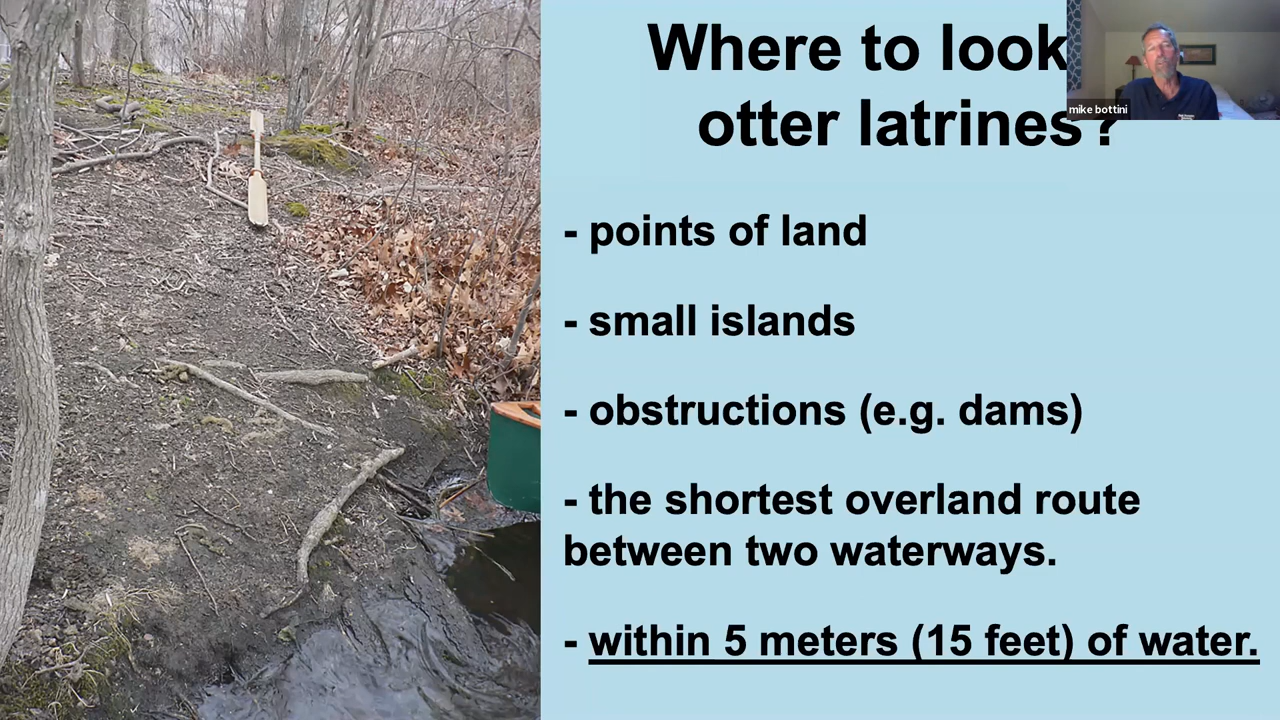 Where to look
otter latrines?
mike bottini
- points of land
- small islands
- obstructions (e.g. dams)
- the shortest overland route
between two waterways.
- within 5 meters (15 feet) of water.